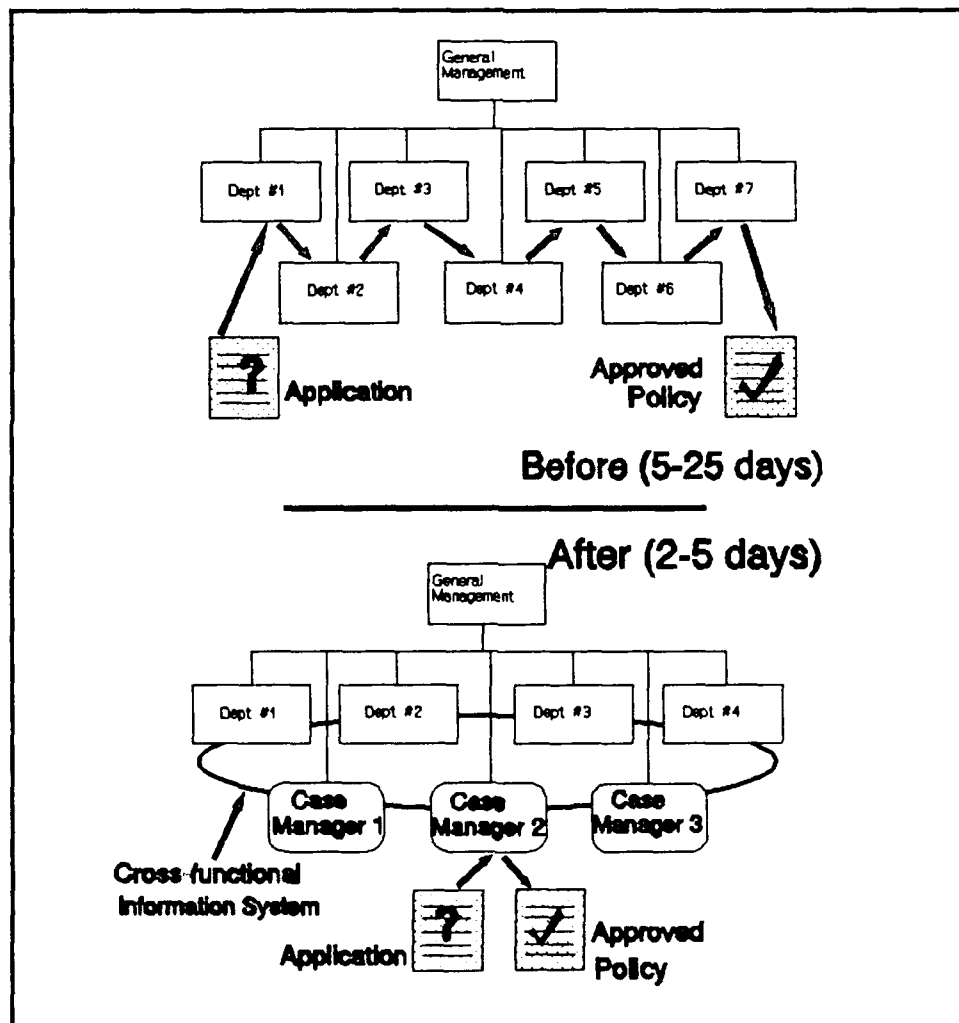 General
Management
Dept #1
Dept #3
Dept #5
Dept #7
Dept #2
Dept #4
Dept #6
?
Application
Approved
Policy
Before (5-25 days)
After (2-5 days)
General
Management
Dept #1
Dept #2
Dept #3
Dept #4
Case
Manager 1
Case
Manager 2
Case
Manager 3
Cross-functional
Information System
?
Application
Approved
Policy